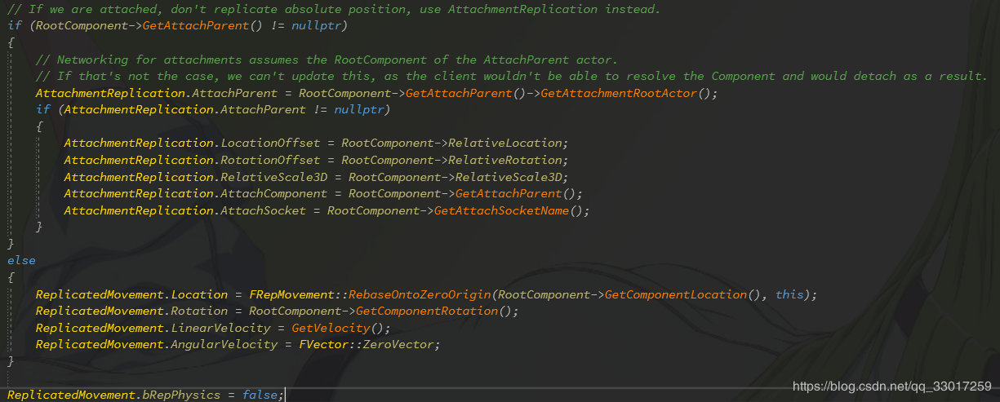 // If we are attached, don't replicate absolute position, use AttachmentReplication instead.
if (RootComponent->GetAttachParent() != nullptr)
{
    // Networking for attachments assumes the RootComponent of the AttachParent actor.
    // If that's not the case, we can't update this, as the client wouldn't be able to resolve the Component and would detach as a result.
    AttachmentReplication.AttachParent = RootComponent->GetAttachParent()->GetAttachmentRootActor();
    if (AttachmentReplication.AttachParent != nullptr)
    {
        AttachmentReplication.LocationOffset = RootComponent->RelativeLocation;
        AttachmentReplication.RotationOffset = RootComponent->RelativeRotation;
        AttachmentReplication.RelativeScale3D = RootComponent->RelativeScale3D;
        AttachmentReplication.AttachComponent = RootComponent->GetAttachParent();
        AttachmentReplication.AttachSocket = RootComponent->GetAttachSocketName();
    }
}
else
{
    ReplicatedMovement.Location = FRepMovement::RebaseOntoZeroOrigin(RootComponent->GetComponentLocation(), this);
    ReplicatedMovement.Rotation = RootComponent->GetComponentRotation();
    ReplicatedMovement.LinearVelocity = GetVelocity();
    ReplicatedMovement.AngularVelocity = FVector::ZeroVector;
}
ReplicatedMovement.bRepPhysics = false;
https://blog.csdn.net/qq_33017259